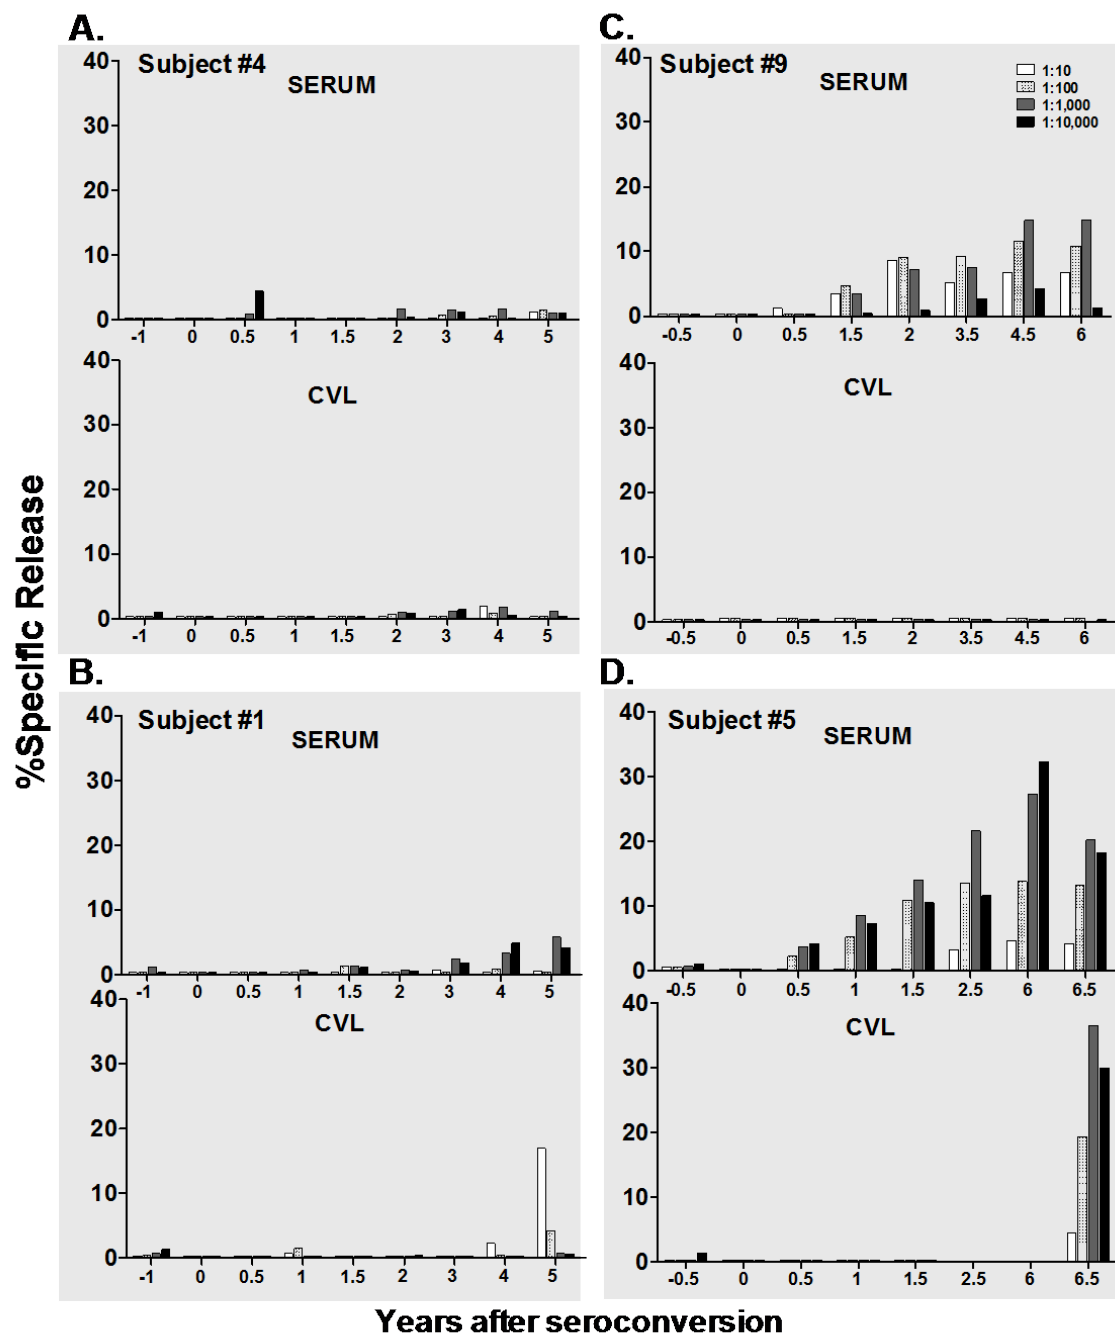 A.
Subject #4
SERUM
40
30
20
10
0
-1 0 0.5 1 1.5 2 3 4 5
CVL
40
30
20
10
0
-1 0 0.5 1 1.5 2 3 4 5
B.
Subject #1
SERUM
40
30
20
10
0
-1 0 0.5 1 1.5 2 3 4 5
CVL
40
30
20
10
0
-1 0 0.5 1 1.5 2 3 4 5
C.
Subject #9
SERUM
1:10
1:100
1:1,000
1:10,000
40
30
20
10
0
-0.5 0 0.5 1.5 2 3.5 4.5 6
CVL
40
30
20
10
0
-0.5 0 0.5 1.5 2 3.5 4.5 6
D.
Subject #5
SERUM
40
30
20
10
0
-0.5 0 0.5 1 1.5 2.5 6 6.5
CVL
40
30
20
10
0
-0.5 0 0.5 1 1.5 2.5 6 6.5
%Specific Release
Years after seroconversion